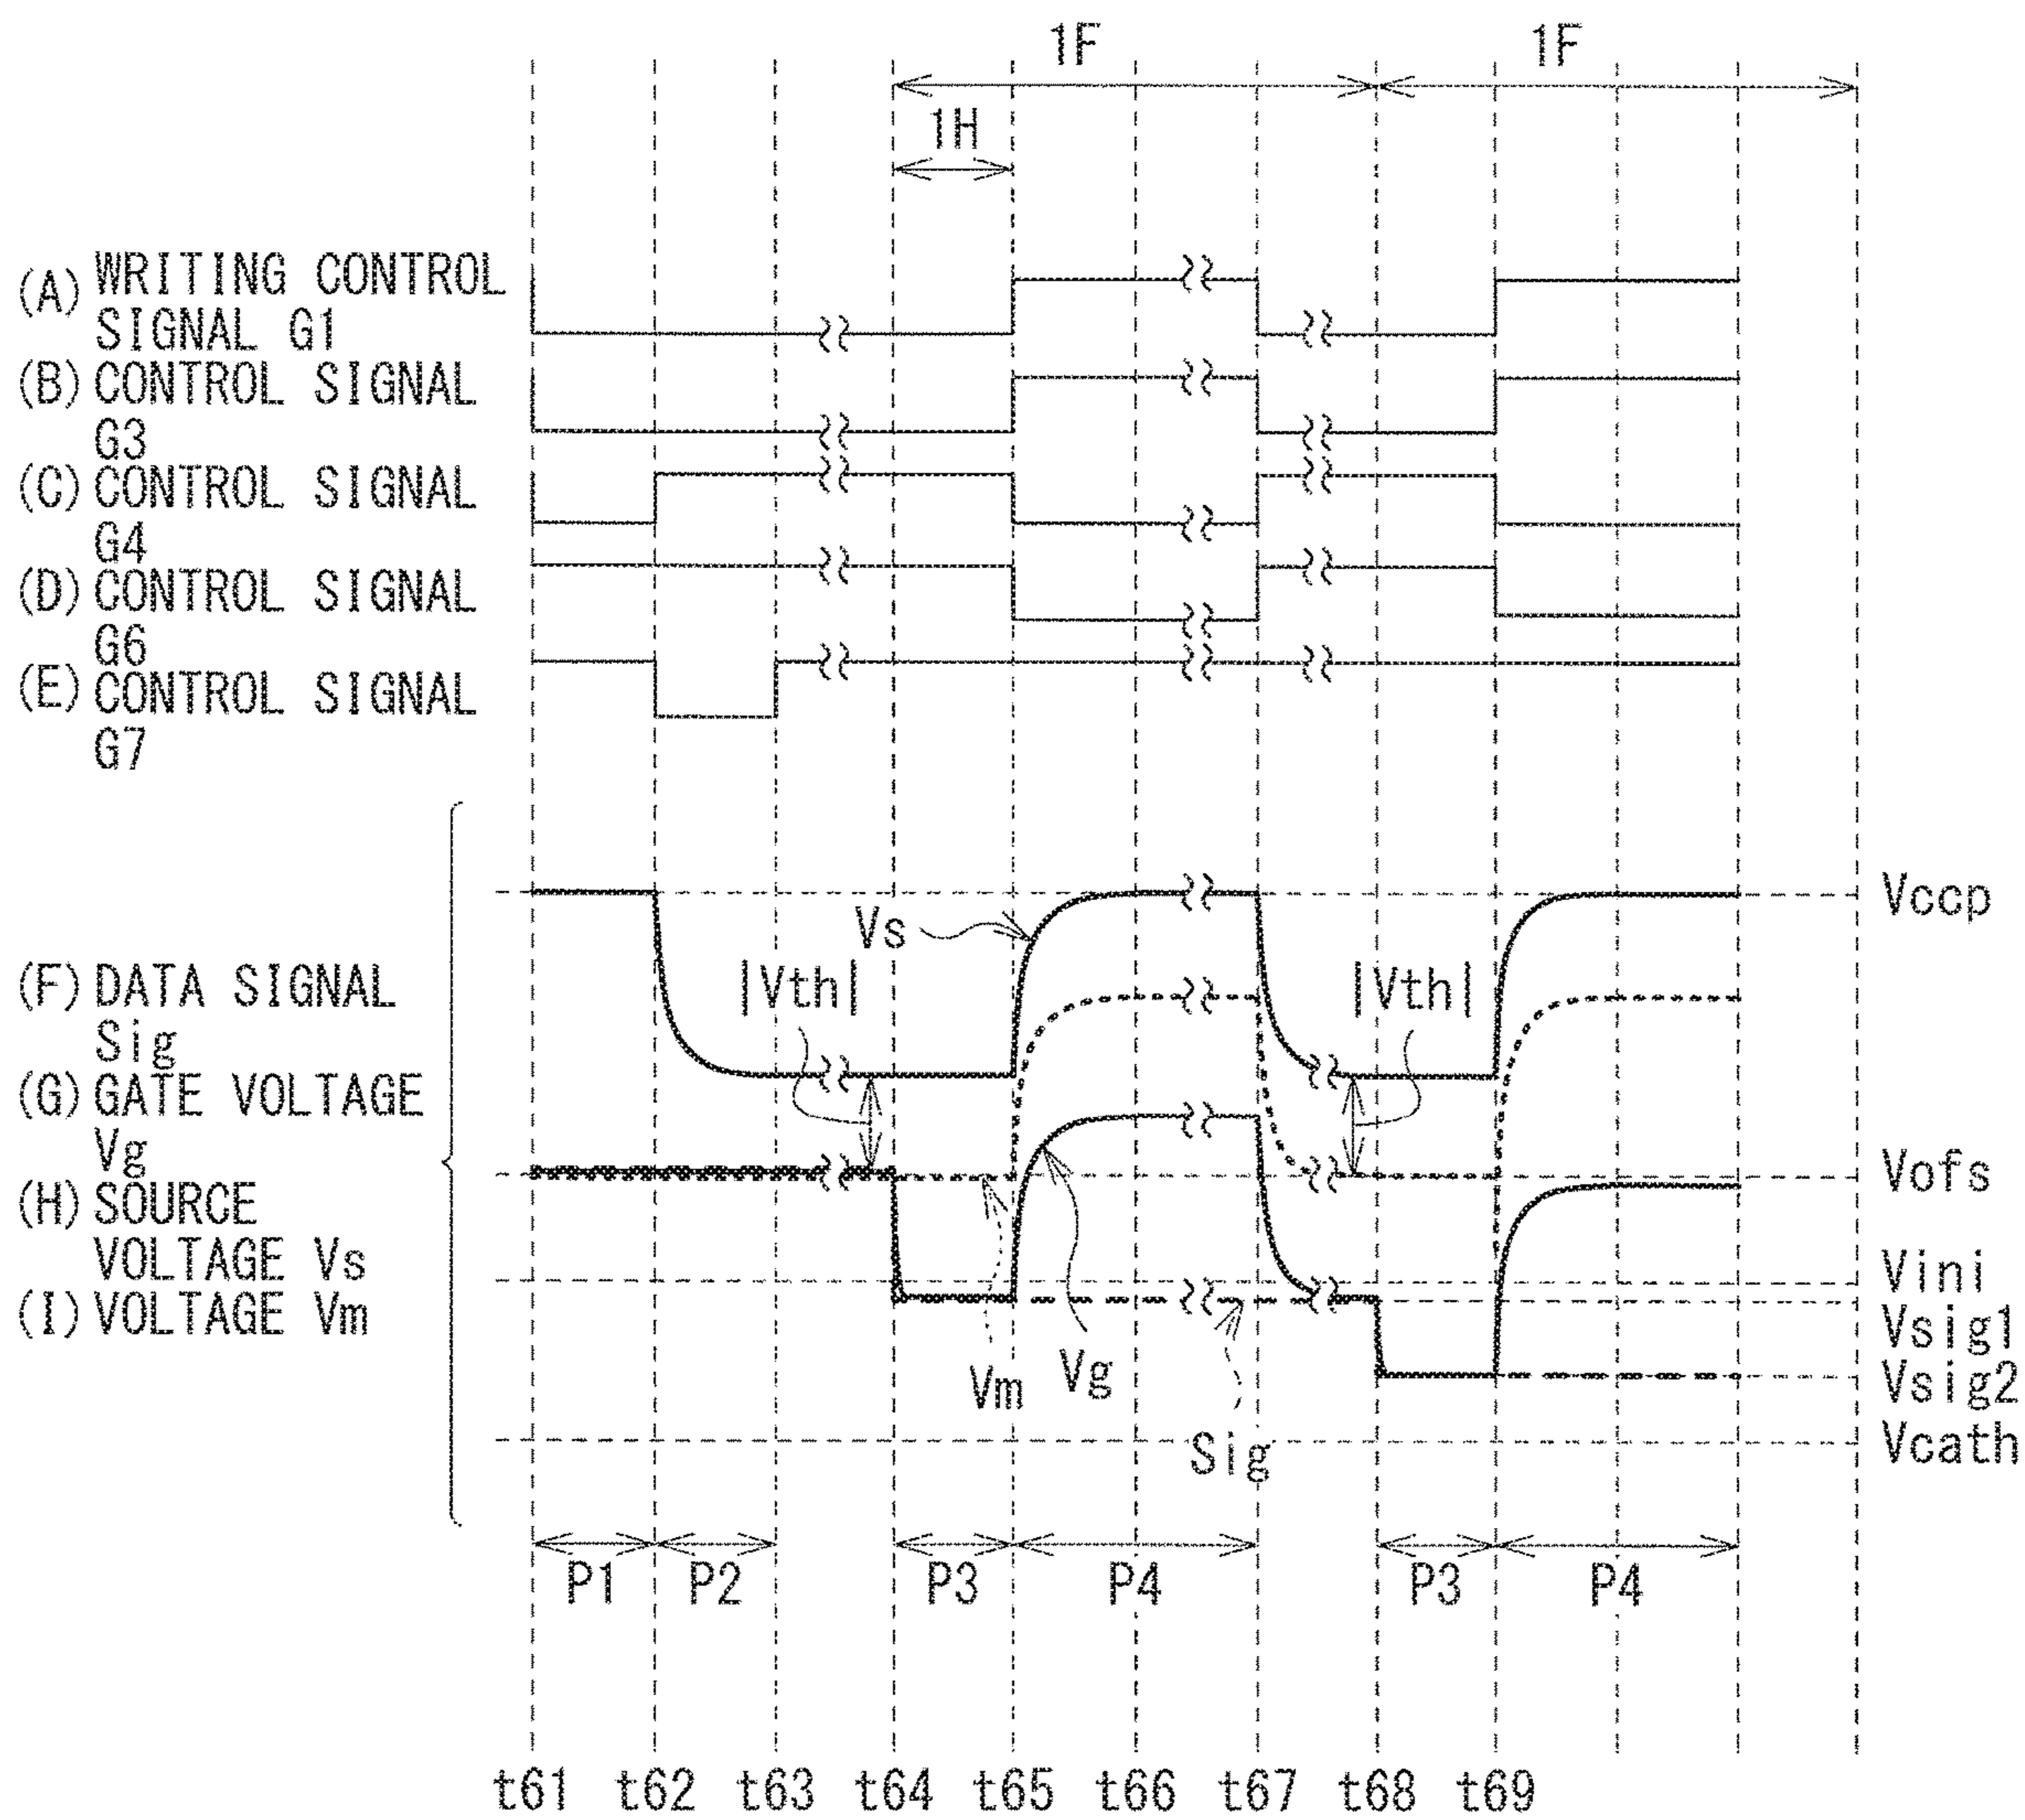 1F 1F
1H
(A) WRITING CONTROL
SIGNAL G1
(B) CONTROL SIGNAL
G3
(C) CONTROL SIGNAL
G4
(D) CONTROL SIGNAL
G6
(E) CONTROL SIGNAL
G7
Vccp
Vs
(F) DATA SIGNAL
Sig
|Vth| |Vth|
(G) GATE VOLTAGE
Vg
Vofs
(H) SOURCE
VOLTAGE Vs
Vini
(I) VOLTAGE Vm
Vsig1
Vm Vg
Vsig2
Sig
Vcath
P1 P2 P3 P4 P3 P4
t61 t62 t63 t64 t65 t66 t67 t68 t69